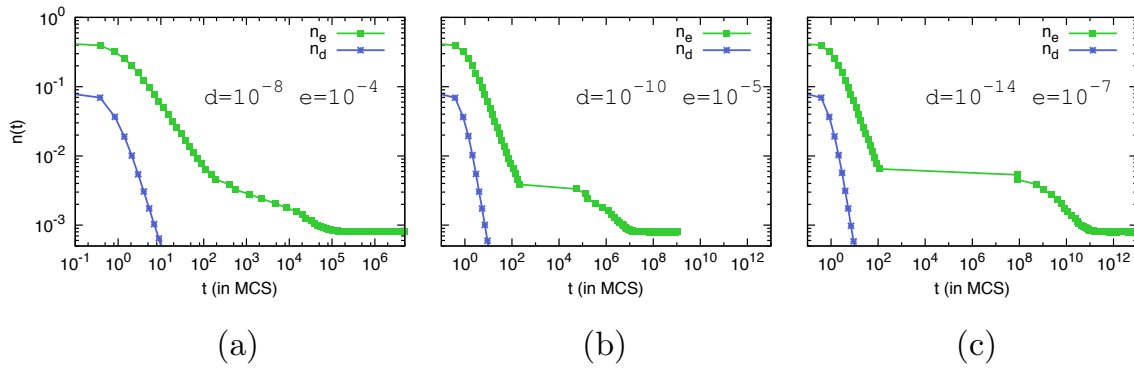 10^0
10^-1
10^-2
10^-3
n(t)
n_e
n_d
d=10^-8 e=10^-4
10^-1 10^0 10^1 10^2 10^3 10^4 10^5 10^6
t (in MCS)
(a)
n_e
n_d
d=10^-10 e=10^-5
10^0 10^2 10^4 10^6 10^8 10^10 10^12
t (in MCS)
(b)
n_e
n_d
d=10^-14 e=10^-7
10^0 10^2 10^4 10^6 10^8 10^10 10^12
t (in MCS)
(c)